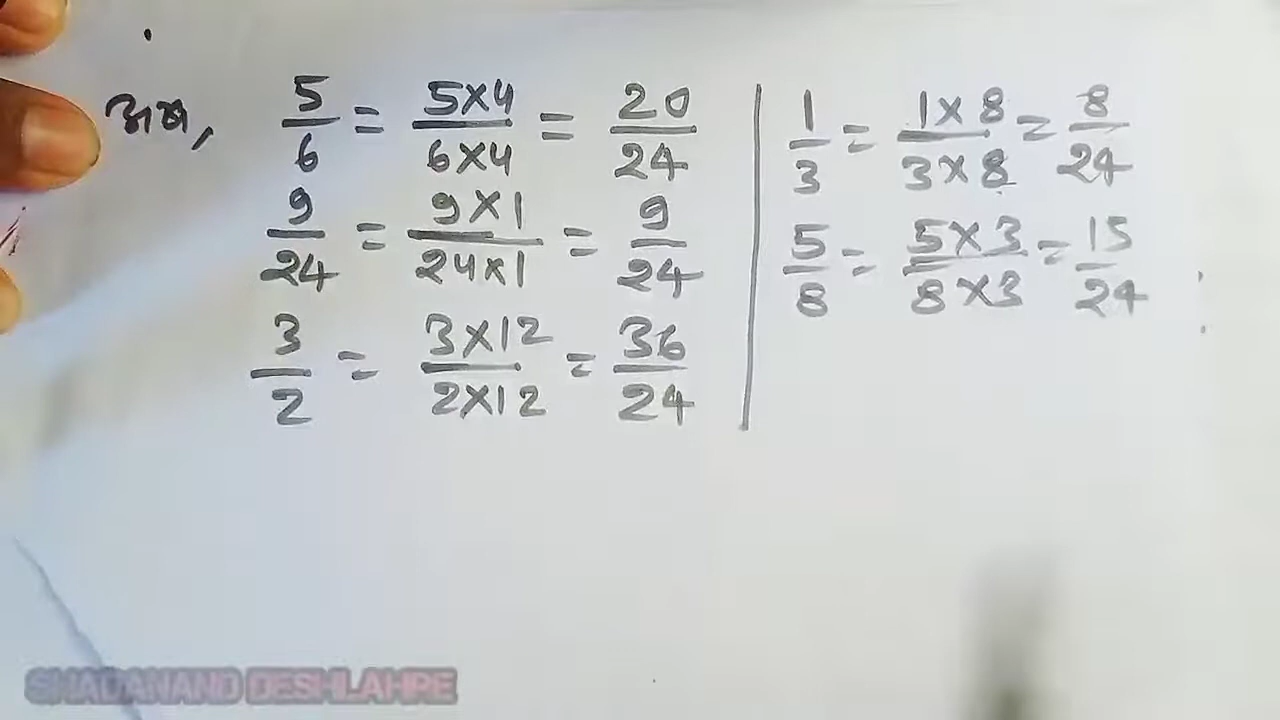 अब, 5/6 = 5×4/6×4 = 20/24
9/24 = 9×1/24×1 = 9/24
3/2 = 3×12/2×12 = 36/24
1/3 = 1×8/3×8 = 8/24
5/8 = 5×3/8×3 = 15/24
SHADANAND DESHLAHRE